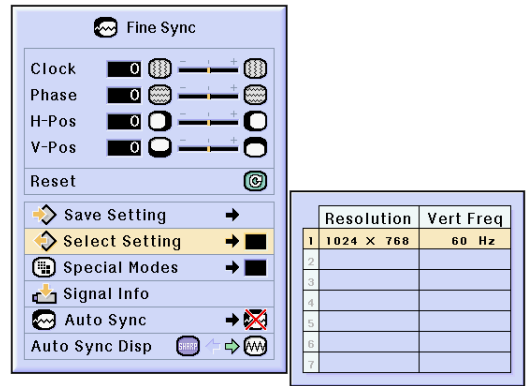 Fine Sync
Clock 0 − +
Phase 0 − +
H-Pos 0 − +
V-Pos 0 − +
Reset
Save Setting
Select Setting
Special Modes
Signal Info
Auto Sync
Auto Sync Disp SHARP
Resolution Vert Freq
1 1024 × 768 60 Hz
2
3
4
5
6
7